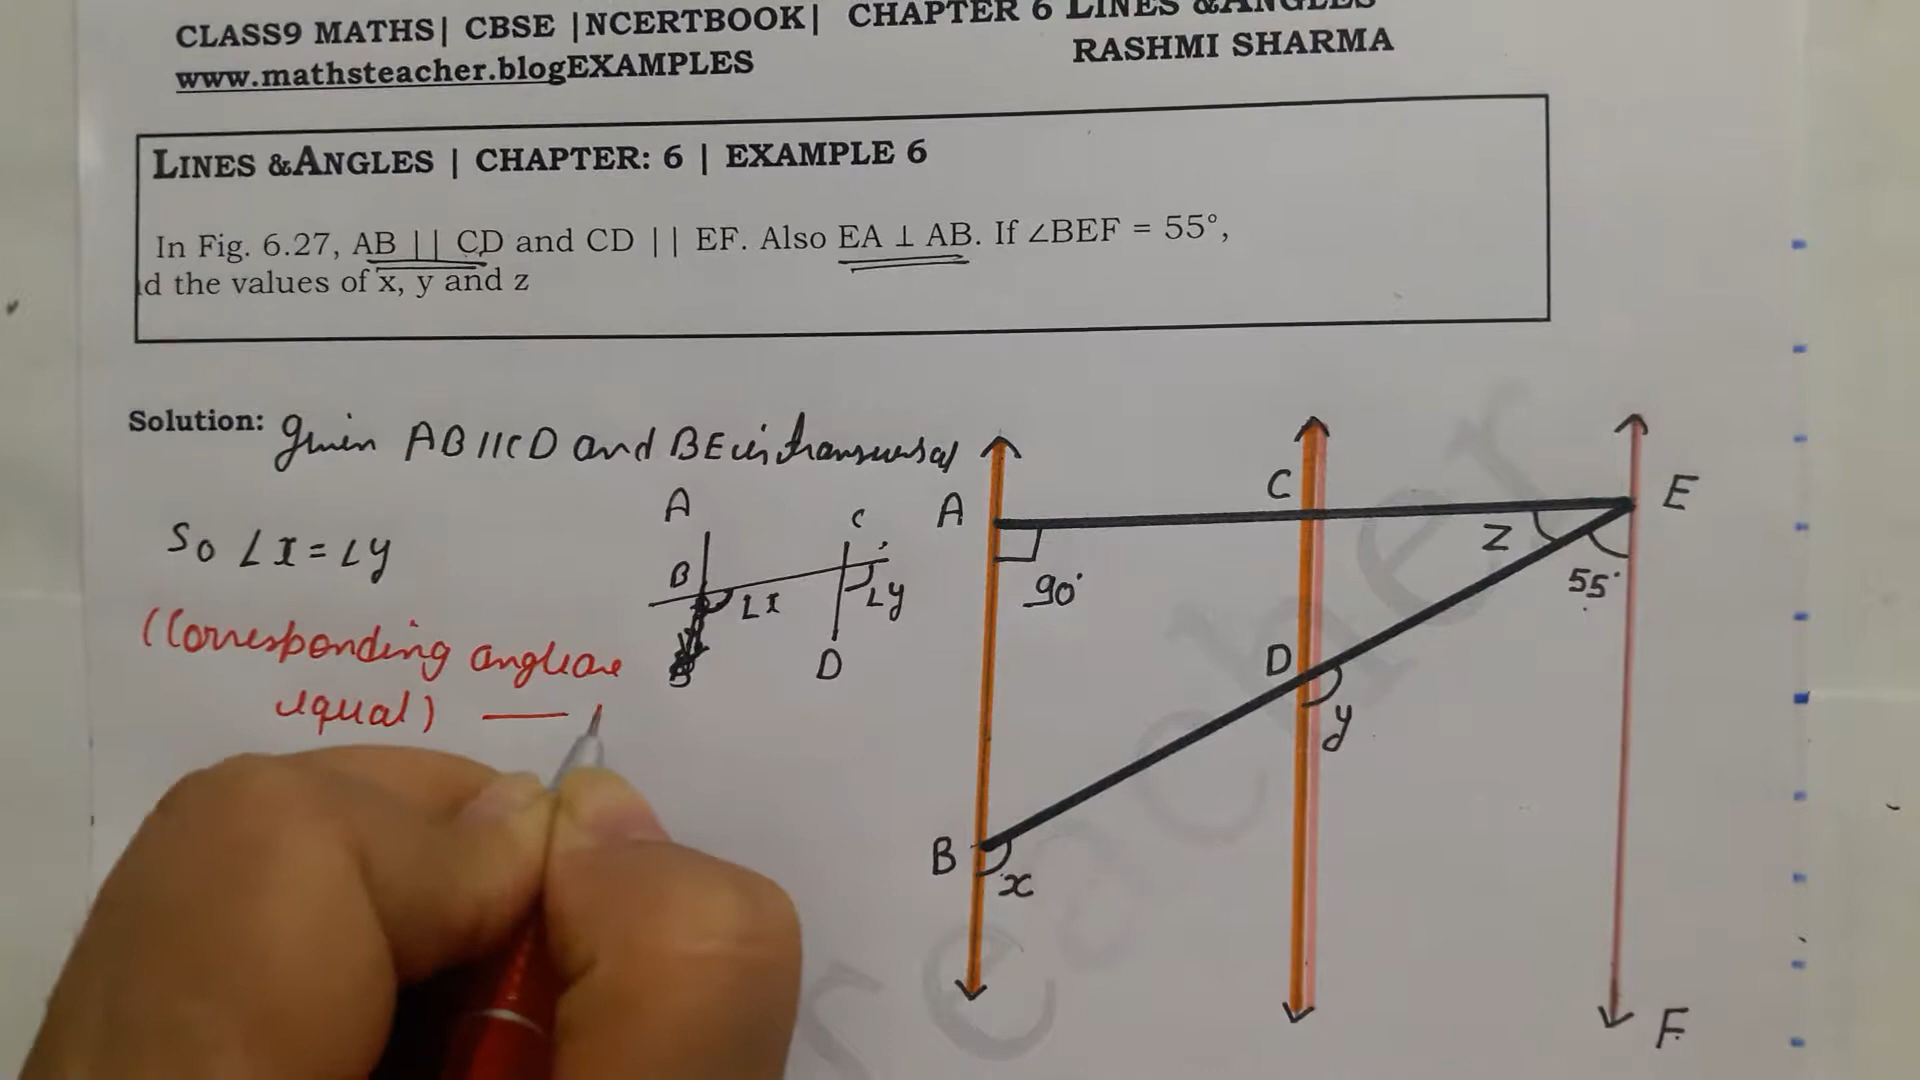 CLASS9 MATHS| CBSE |NCERTBOOK| CHAPTER 6 LINES &ANGLES
www.mathsteacher.blogEXAMPLES RASHMI SHARMA
LINES &ANGLES | CHAPTER: 6 | EXAMPLE 6
In Fig. 6.27, AB || CD and CD || EF. Also EA ⊥ AB. If ∠BEF = 55°,
d the values of x, y and z
Solution: given AB || CD and BE is transversal
So ∠x = ∠y
(Corresponding angle are
equal) —
A
B
∠x
C
∠y
D
A
90°
B
x
C
D
y
E
z
55°
F